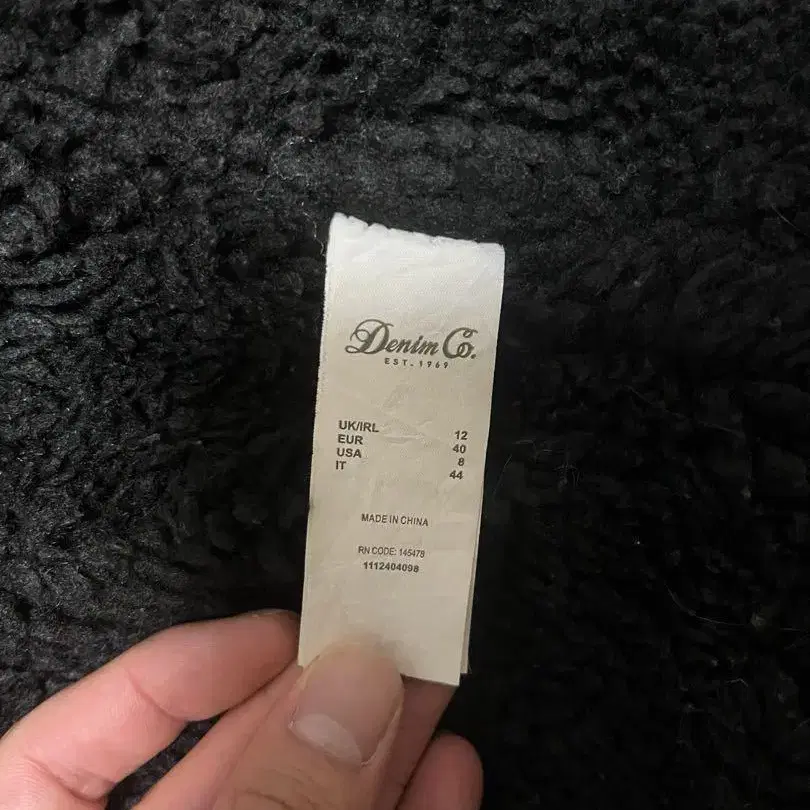 Denim Co.
EST. 1969
UK/IRL 12
EUR 40
USA 8
IT 44
MADE IN CHINA
RN CODE: 145478
1112404098